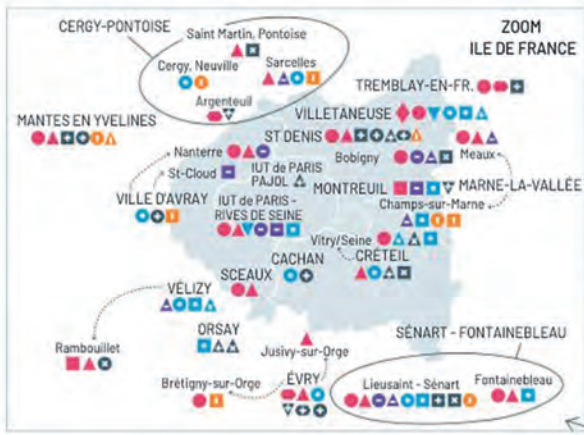 CERGY-PONTOISE
Saint Martin, Pontoise
Cergy, Neuville
Sarcelles
Argenteuil
ZOOM
ILE DE FRANCE
TREMBLAY-EN-FR.
VILLETANEUSE
MANTES EN YVELINES
ST DENIS
Nanterre
Bobigny
Meaux
St-Cloud
IUT de PARIS
PAJOL
MONTREUIL
MARNE-LA-VALLÉE
VILLE D'AVRAY
IUT de PARIS -
RIVES DE SEINE
Champs-sur-Marne
Vitry/Seine
CACHAN
CRÉTEIL
SCEAUX
VÉLIZY
ORSAY
SÉNART - FONTAINEBLEAU
Rambouillet
Jusivy-sur-Orge
Brétigny-sur-Orge
ÉVRY
Lieusaint - Sénart
Fontainebleau